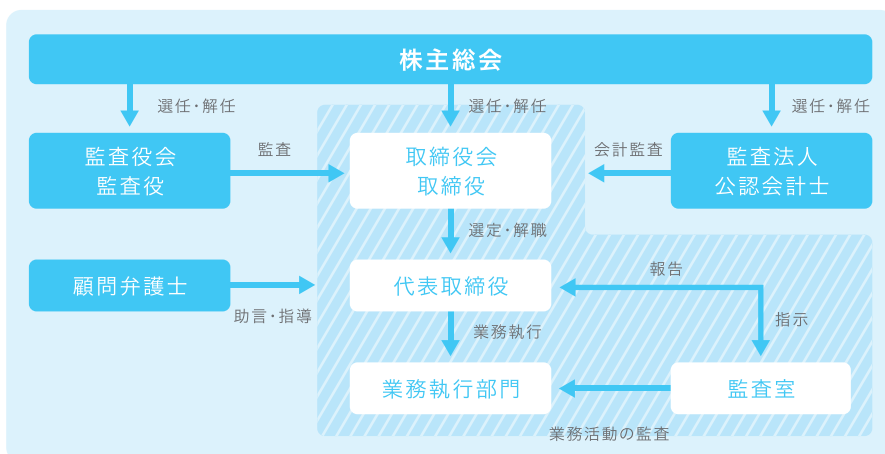 株主総会
選任・解任
選任・解任
選任・解任
監査役会
監査役
監査
取締役会
取締役
会計監査
監査法人
公認会計士
選定・解職
顧問弁護士
助言・指導
代表取締役
報告
指示
業務執行
業務執行部門
監査室
業務活動の監査